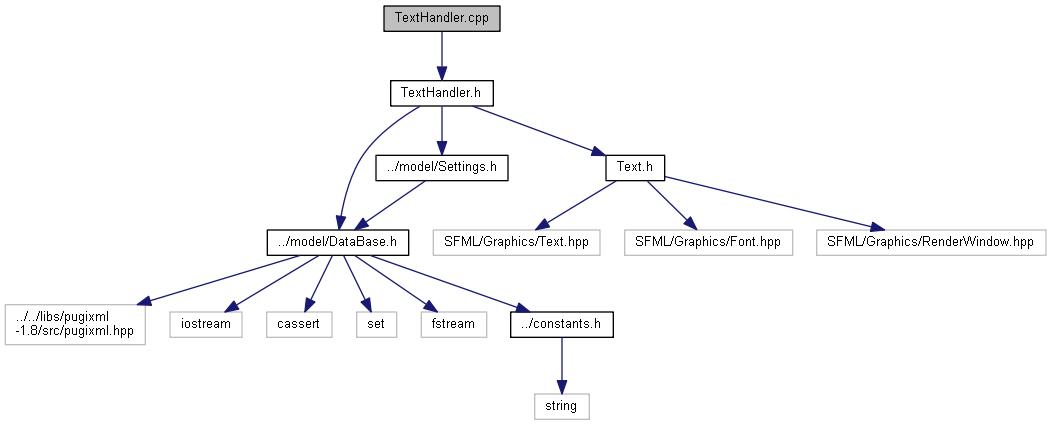 TextHandler.cpp
TextHandler.h
../model/Settings.h
Text.h
../model/DataBase.h
SFML/Graphics/Text.hpp
SFML/Graphics/Font.hpp
SFML/Graphics/RenderWindow.hpp
../../libs/pugixml
-1.8/src/pugixml.hpp
iostream
cassert
set
fstream
../constants.h
string